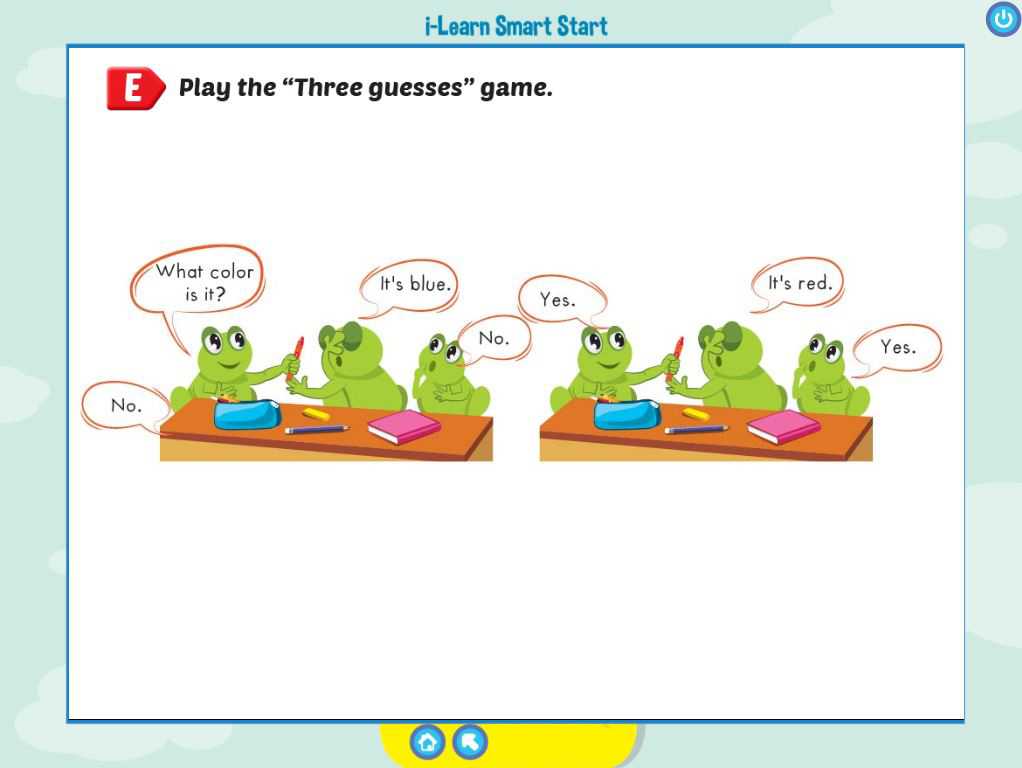 i-Learn Smart Start
E Play the “Three guesses” game.
What color
is it?
It's blue.
No.
No.
Yes.
It's red.
Yes.